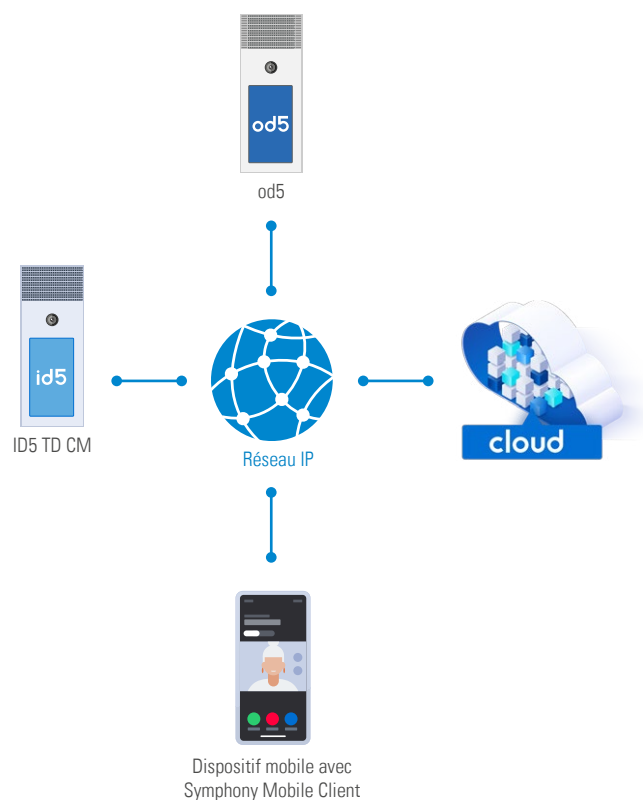 od5
od5
id5
ID5 TD CM
Réseau IP
cloud
Dispositif mobile avec
Symphony Mobile Client